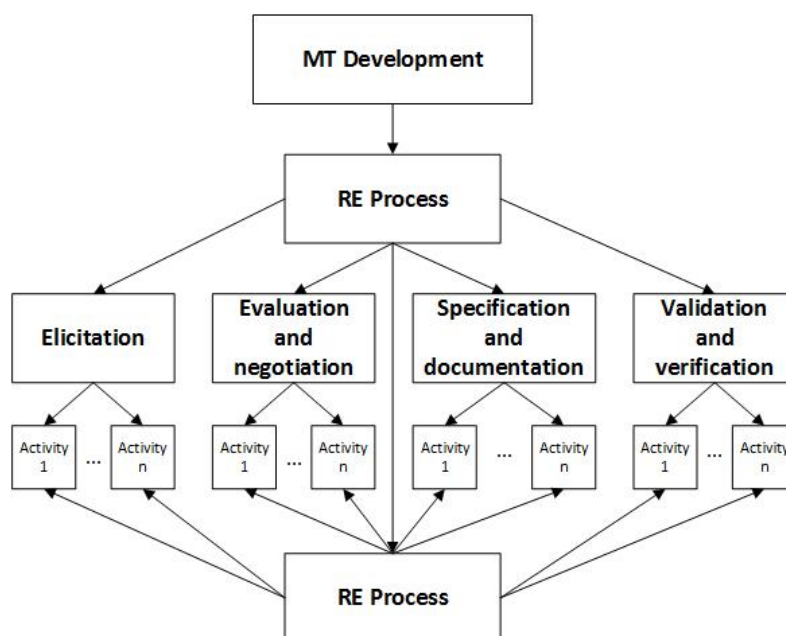 MT Development
RE Process
Elicitation
Evaluation
and
negotiation
Specification
and
documentation
Validation
and
verification
Activity
1
...
Activity
n
Activity
1
...
Activity
n
Activity
1
...
Activity
n
Activity
1
...
Activity
n
RE Process